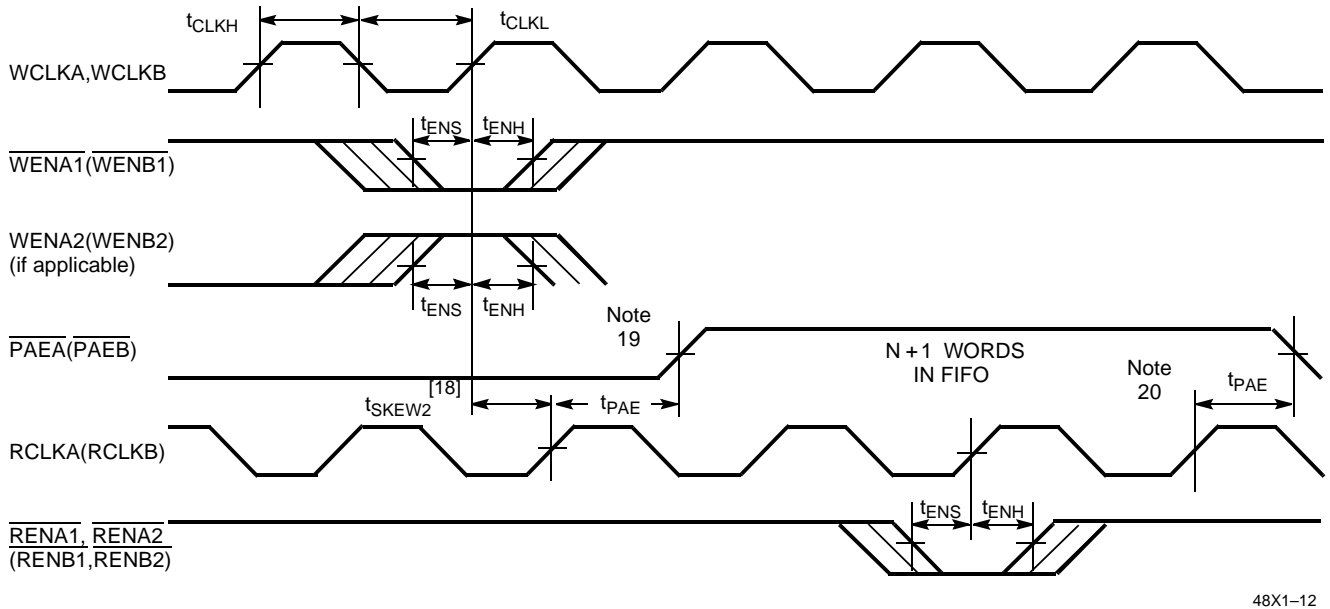 tCLKH
tCLKL
WCLKA,WCLKB
tENS tENH
WENA1(WENB1)
WENA2(WENB2)
(if applicable)
tENS tENH
Note
19
PAEA(PAEB)
N +1 WORDS
IN FIFO
Note
20
tPAE
[18]
tSKEW2
tPAE
RCLKA(RCLKB)
tENS tENH
RENA1, RENA2
(RENB1,RENB2)
48X1–12